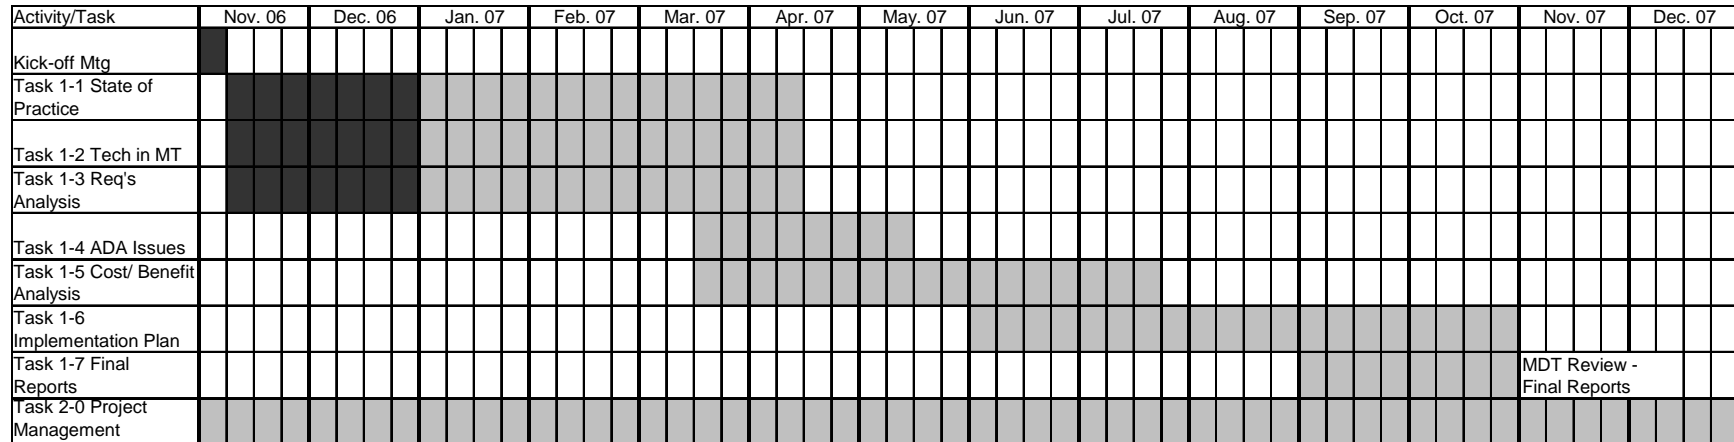 Activity/Task Nov. 06 Dec. 06 Jan. 07 Feb. 07 Mar. 07 Apr. 07 May. 07 Jun. 07 Jul. 07 Aug. 07 Sep. 07 Oct. 07 Nov. 07 Dec. 07
Kick-off Mtg
Task 1-1 State of
Practice
Task 1-2 Tech in MT
Task 1-3 Req's
Analysis
Task 1-4 ADA Issues
Task 1-5 Cost/ Benefit
Analysis
Task 1-6
Implementation Plan
Task 1-7 Final
Reports
MDT Review -
Final Reports
Task 2-0 Project
Management